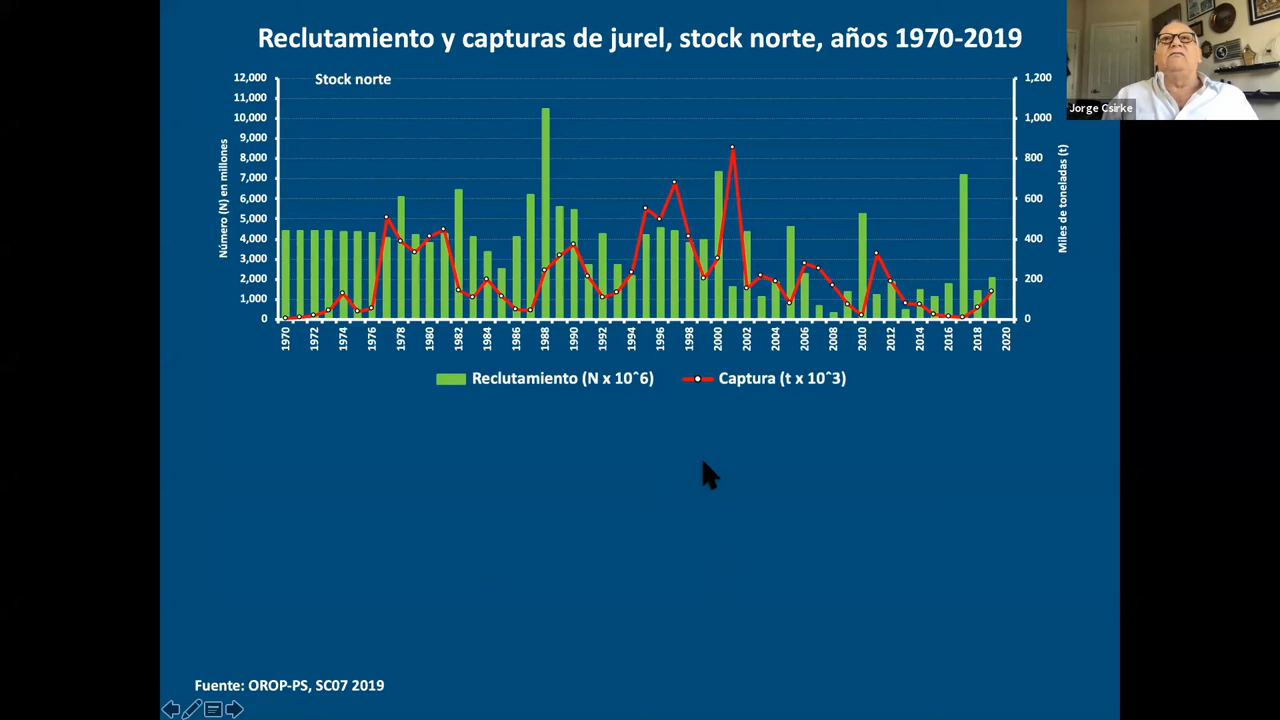 Reclutamiento y capturas de jurel, stock norte, años 1970-2019
Jorge Csirke
Stock norte
12,000
11,000
10,000
9,000
8,000
7,000
6,000
5,000
4,000
3,000
2,000
1,000
0
Número (N) en millones
1,200
1,000
800
600
400
200
0
Miles de toneladas (t)
1970 1972 1974 1976 1978 1980 1982 1984 1986 1988 1990 1992 1994 1996 1998 2000 2002 2004 2006 2008 2010 2012 2014 2016 2018 2020
Reclutamiento (N x 10^6) Captura (t x 10^3)
Fuente: OROP-PS, SC07 2019